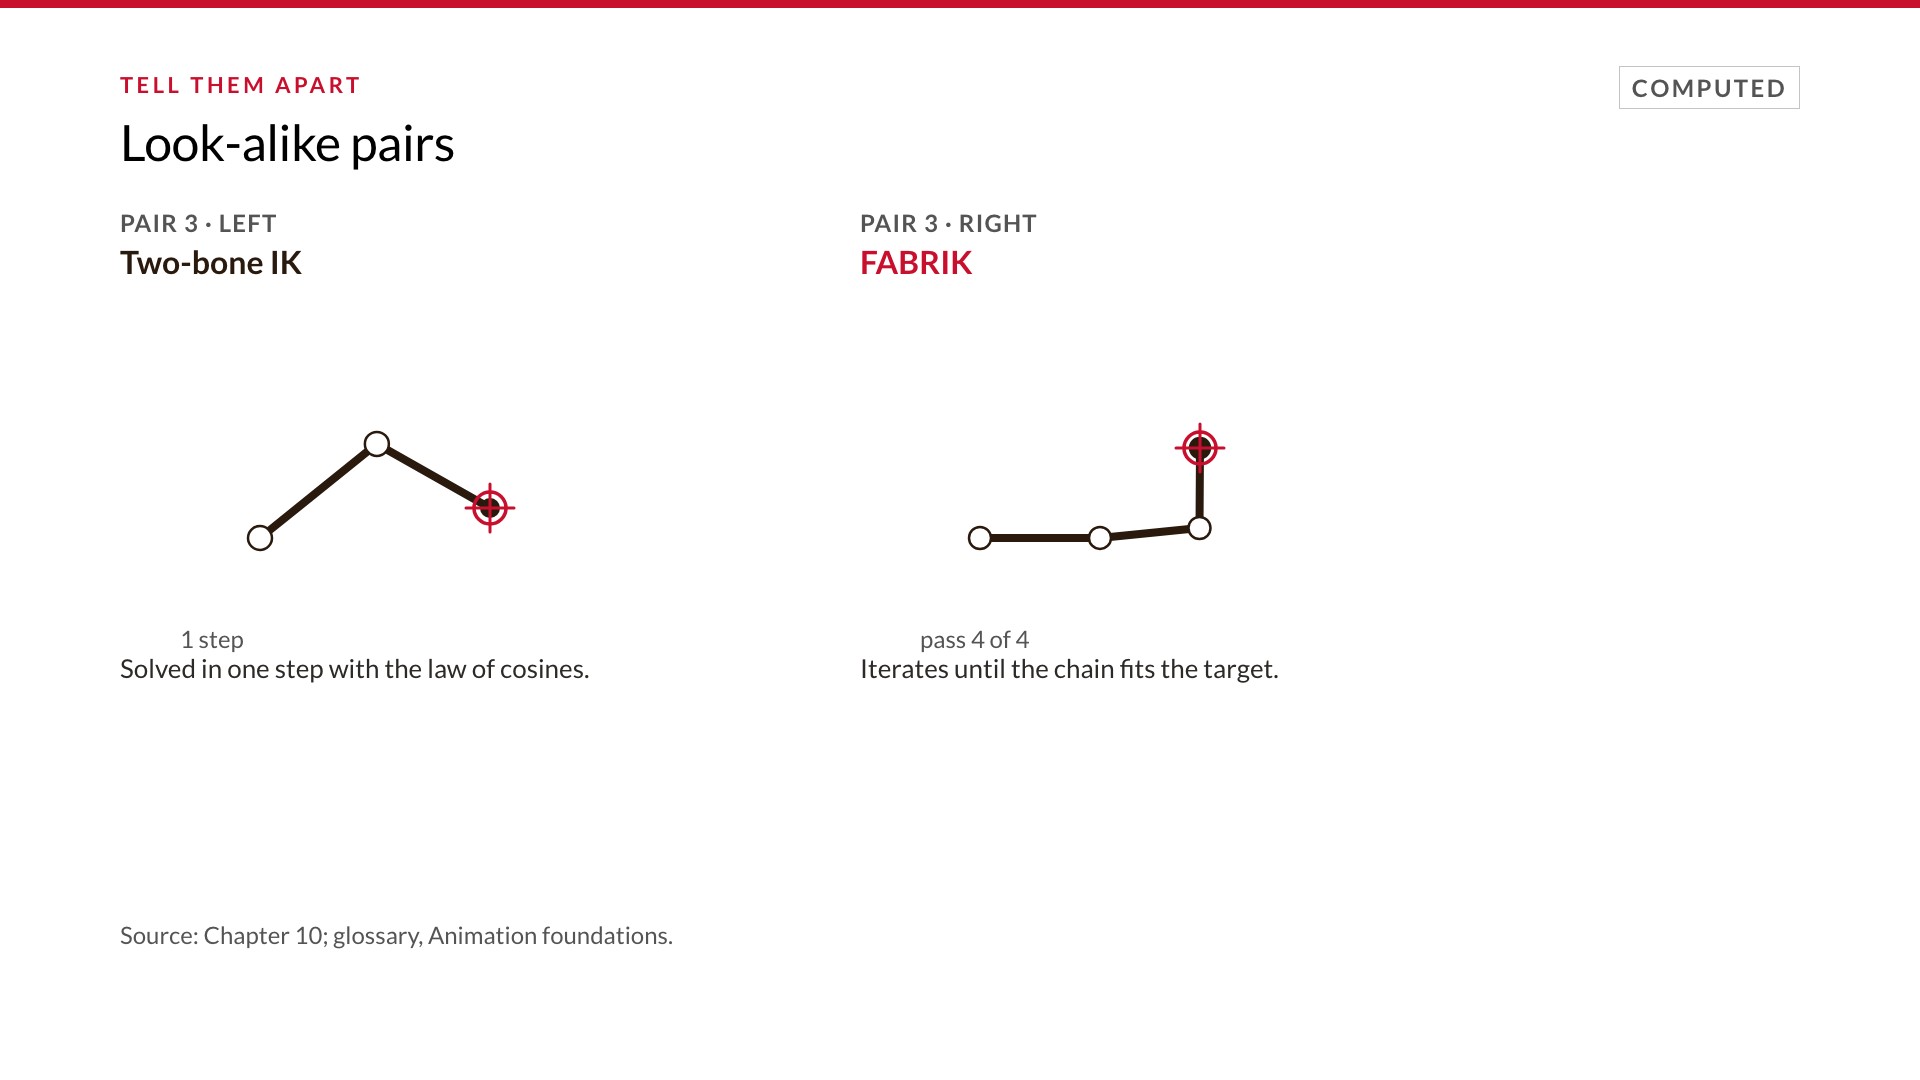 TELL THEM APART
COMPUTED
Look-alike pairs
PAIR 3 · LEFT
Two-bone IK
PAIR 3 · RIGHT
FABRIK
1 step
Solved in one step with the law of cosines.
pass 4 of 4
Iterates until the chain fits the target.
Source: Chapter 10; glossary, Animation foundations.